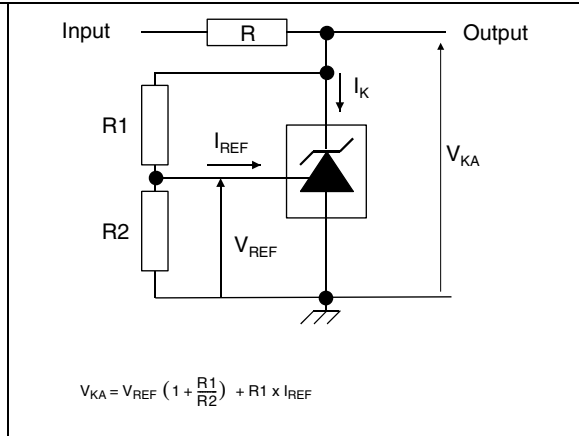 Input R Output
I_K
R1
I_REF
V_KA
R2
V_REF
V_KA = V_REF (1 + R1/R2) + R1 x I_REF